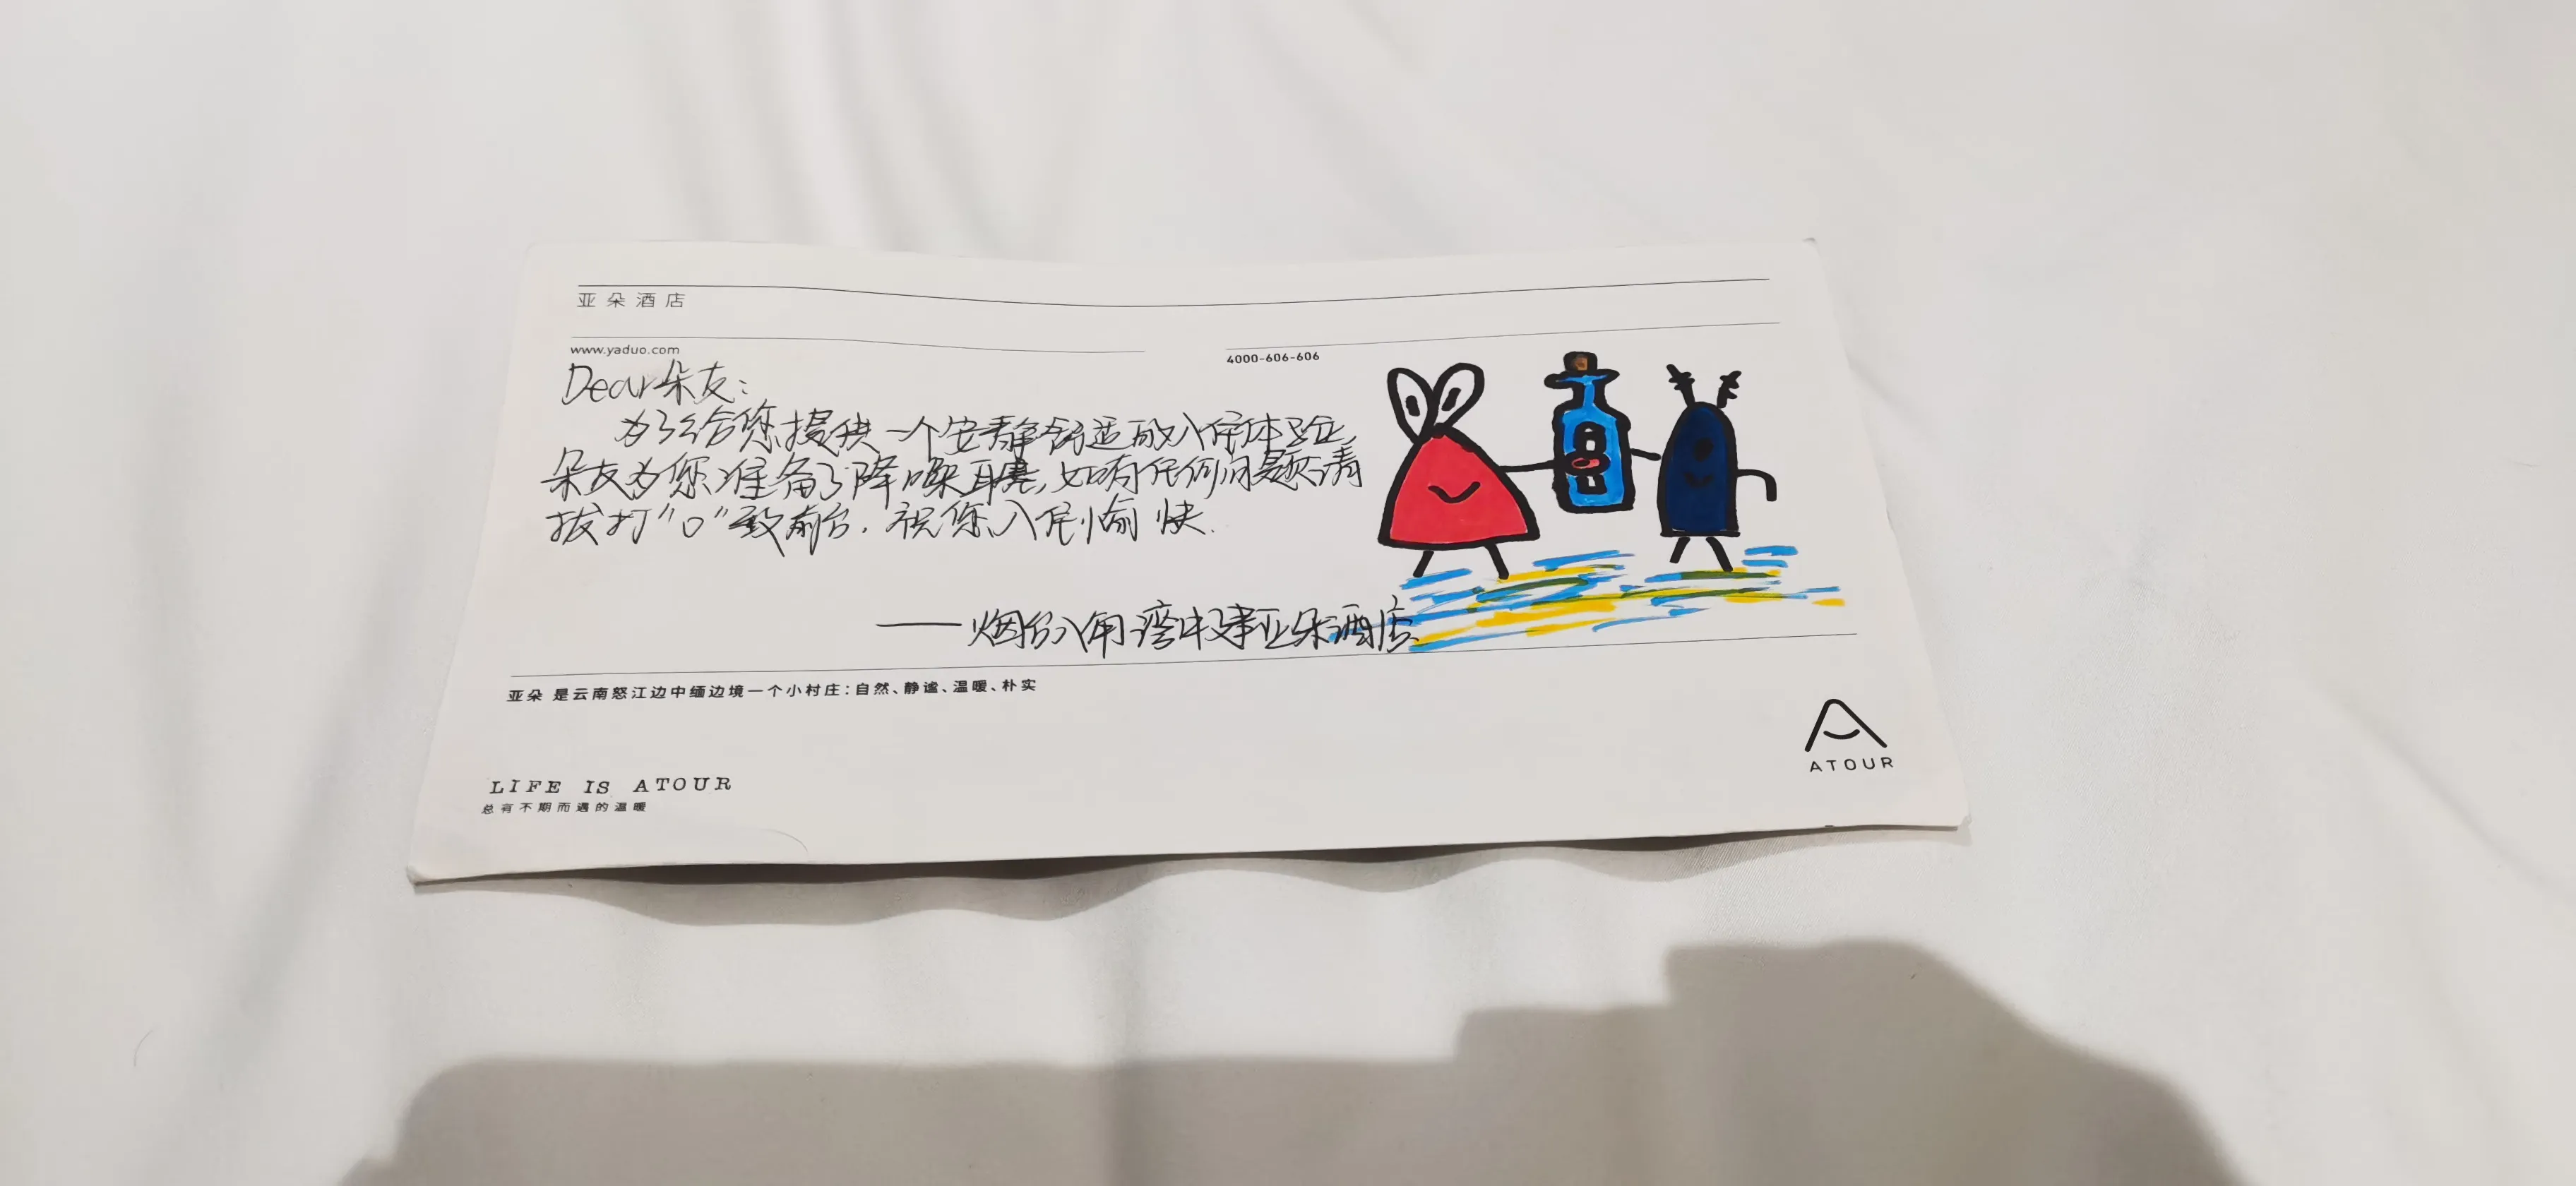 亚朵酒店
www.yaduo.com
4000-606-606
Dear朵友：
为了给您提供一个安静舒适的入住体验，
朵友为您准备了降噪耳塞，如有任何问题请
拔打“0”致前台．祝您入住愉快．
——烟台八角湾中建亚朵酒店
亚朵 是云南怒江边中缅边境一个小村庄：自然、静谧、温暖、朴实
LIFE IS ATOUR
总有不期而遇的温暖
ATOUR